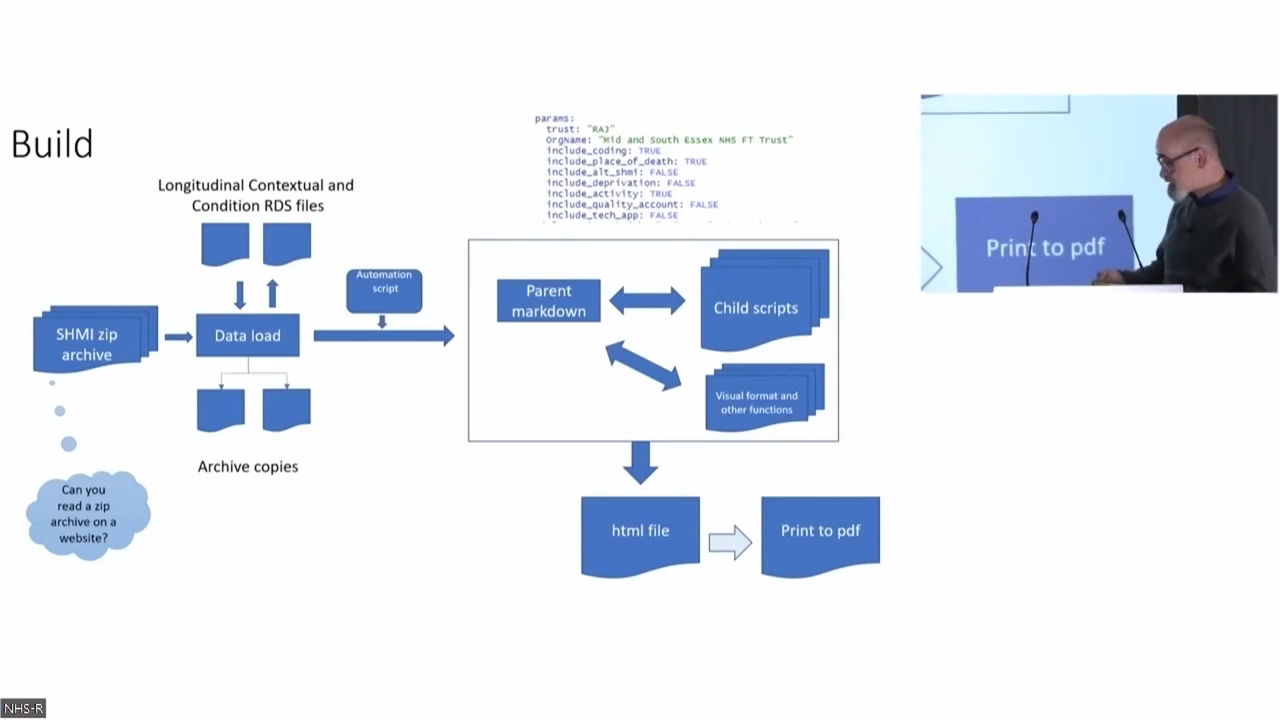 Build
Longitudinal Contextual and
Condition RDS files
params:
trust: "RAJ"
OrgName: "Mid and South Essex NHS FT Trust"
include_coding: TRUE
include_place_of_death: TRUE
include_alt_shmi: FALSE
include_deprivation: FALSE
include_activity: TRUE
include_quality_account: FALSE
include_tech_app: FALSE
Automation
script
SHMI zip
archive
Data load
Parent
markdown
Child scripts
Visual format and
other functions
Archive copies
Can you
read a zip
archive on a
website?
html file
Print to pdf
Print to pdf
NHS-R